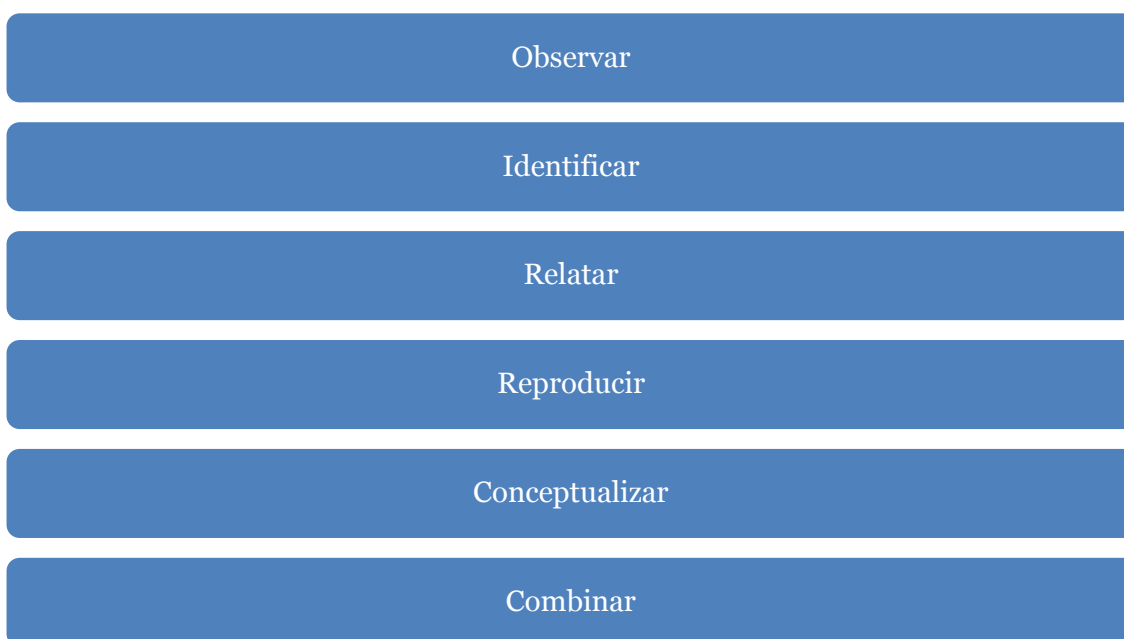 Observar
Identificar
Relatar
Reproducir
Conceptualizar
Combinar